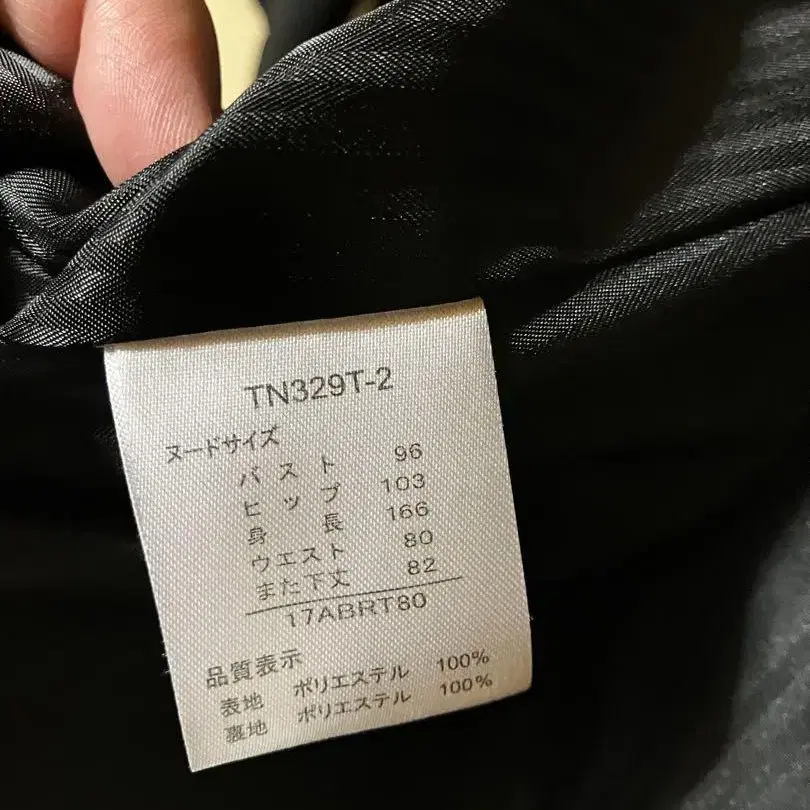 TN329T-2
ヌードサイズ
バスト 96
ヒップ 103
身長 166
ウエスト 80
また下丈 82
17ABRT80
品質表示
表地 ポリエステル 100%
裏地 ポリエステル 100%